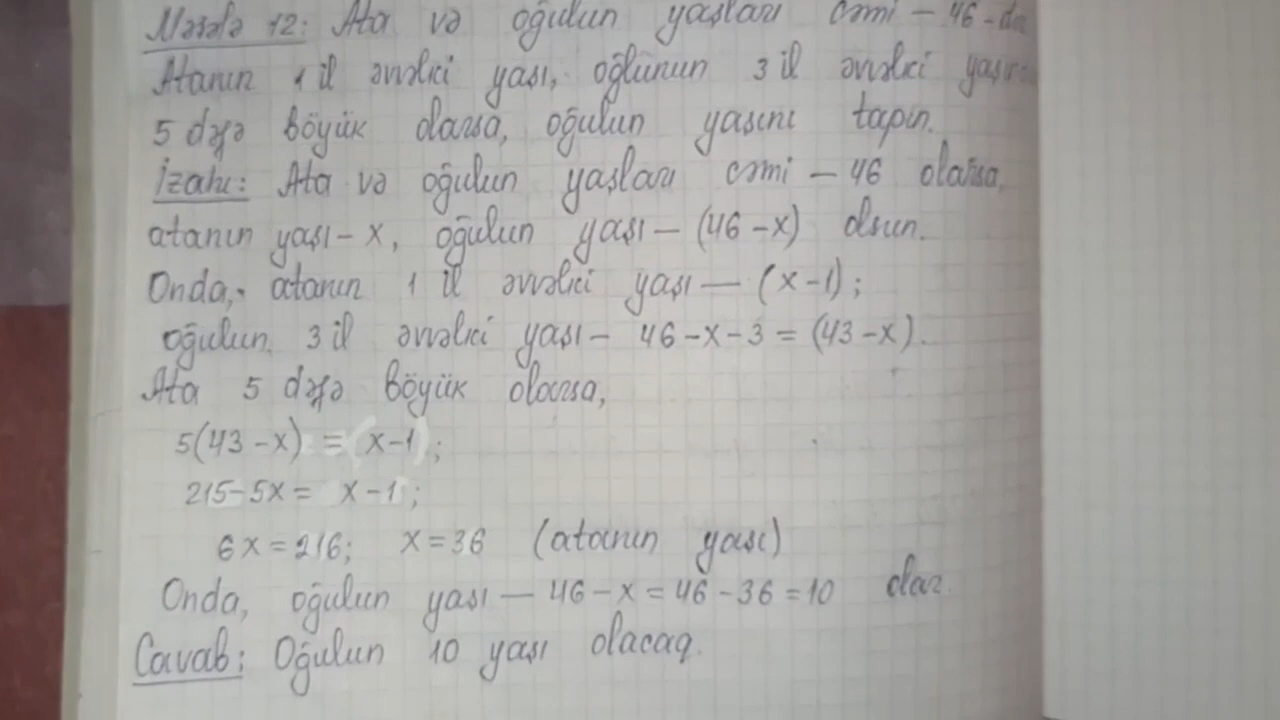 Məsələ 12: Ata və oğulun yaşları cəmi – 46-dır
Atanın 1 il əvvəlki yaşı, oğlunun 3 il əvvəlki yaşın
5 dəfə böyük olarsa, oğulun yaşını tapın.
İzahı: Ata və oğulun yaşları cəmi – 46 olarsa,
atanın yaşı – x, oğulun yaşı – (46 – x) olsun.
Onda, atanın 1 il əvvəlki yaşı — (x – 1);
oğulun 3 il əvvəlki yaşı – 46 – x – 3 = (43 – x).
Ata 5 dəfə böyük olarsa,
5(43 – x) = (x – 1);
215 – 5x = x – 1;
6x = 216; x = 36 (atanın yaşı)
Onda, oğulun yaşı — 46 – x = 46 – 36 = 10 olar.
Cavab: Oğulun 10 yaşı olacaq.